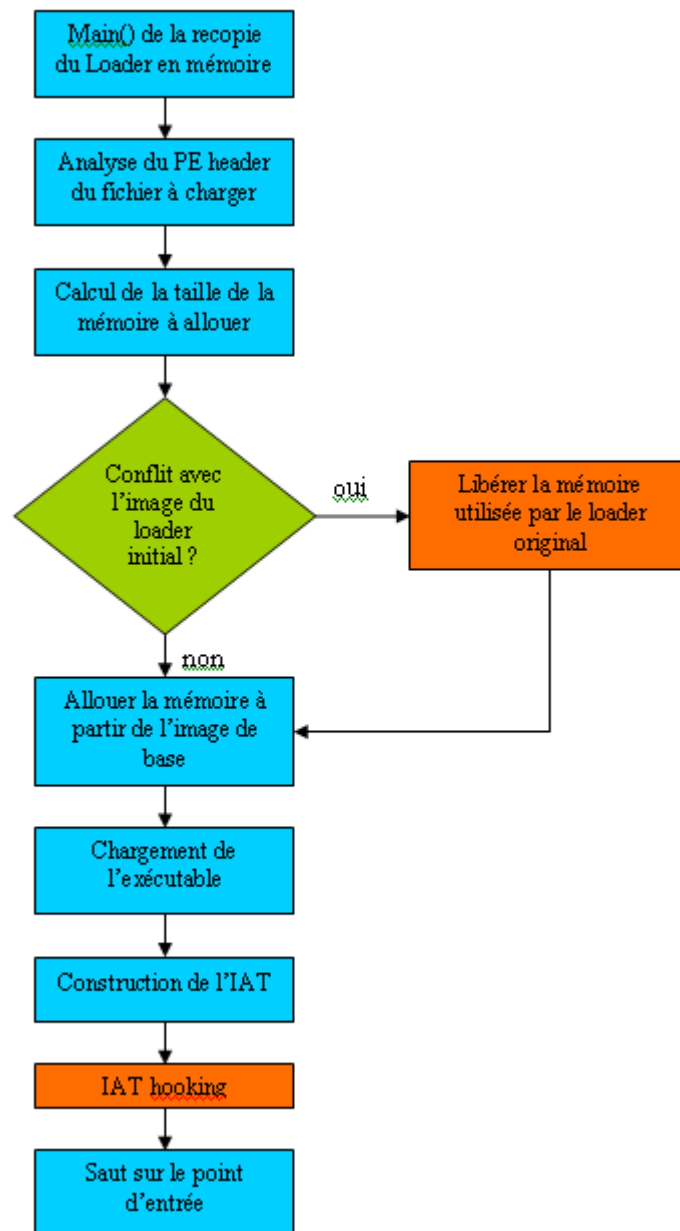 Main() de la recopie
du Loader en mémoire
Analyse du PE header
du fichier à charger
Calcul de la taille de la
mémoire à allouer
Conflit avec
l'image du
loader
initial ?
oui
Libérer la mémoire
utilisée par le loader
original
non
Allouer la mémoire à
partir de l'image de
base
Chargement de
l'exécutable
Construction de l'IAT
IAT hooking
Saut sur le point
d'entrée